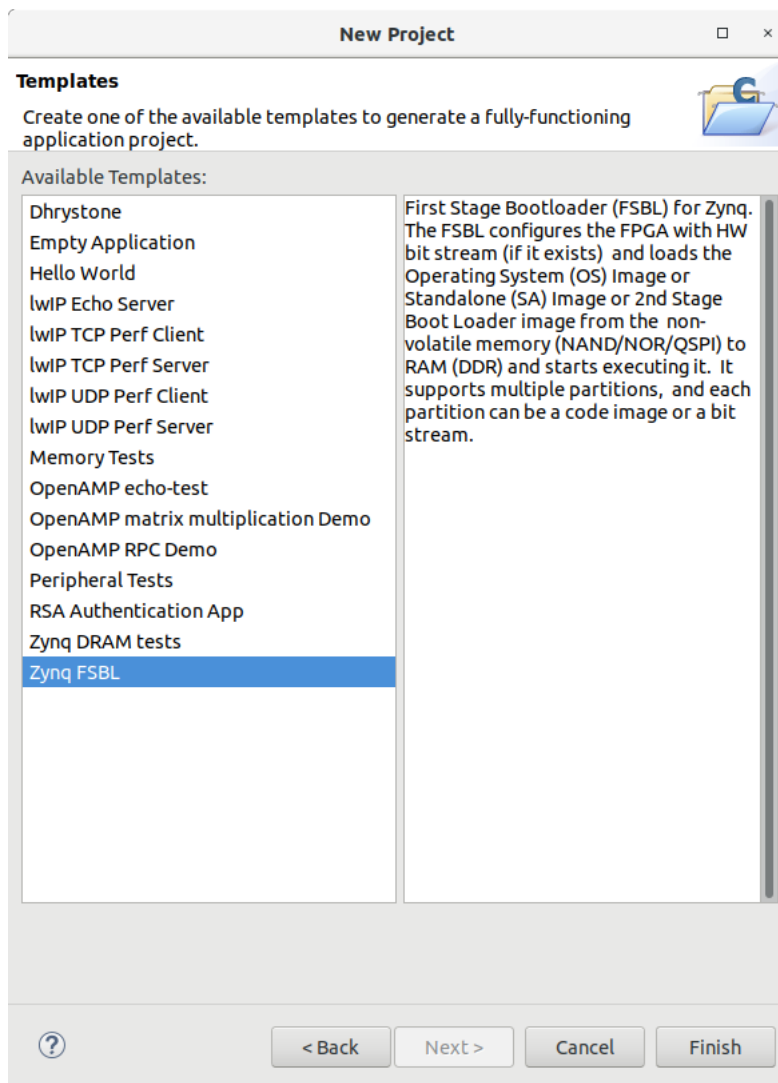 New Project
Templates
Create one of the available templates to generate a fully-functioning
application project.
Available Templates:
Dhrystone
Empty Application
Hello World
lwIP Echo Server
lwIP TCP Perf Client
lwIP TCP Perf Server
lwIP UDP Perf Client
lwIP UDP Perf Server
Memory Tests
OpenAMP echo-test
OpenAMP matrix multiplication Demo
OpenAMP RPC Demo
Peripheral Tests
RSA Authentication App
Zynq DRAM tests
Zynq FSBL
First Stage Bootloader (FSBL) for Zynq.
The FSBL configures the FPGA with HW
bit stream (if it exists)  and loads the
Operating System (OS) Image or
Standalone (SA) Image or 2nd Stage
Boot Loader image from the  non-
volatile memory (NAND/NOR/QSPI) to
RAM (DDR) and starts executing it.  It
supports multiple partitions,  and each
partition can be a code image or a bit
stream.
< Back
Next >
Cancel
Finish